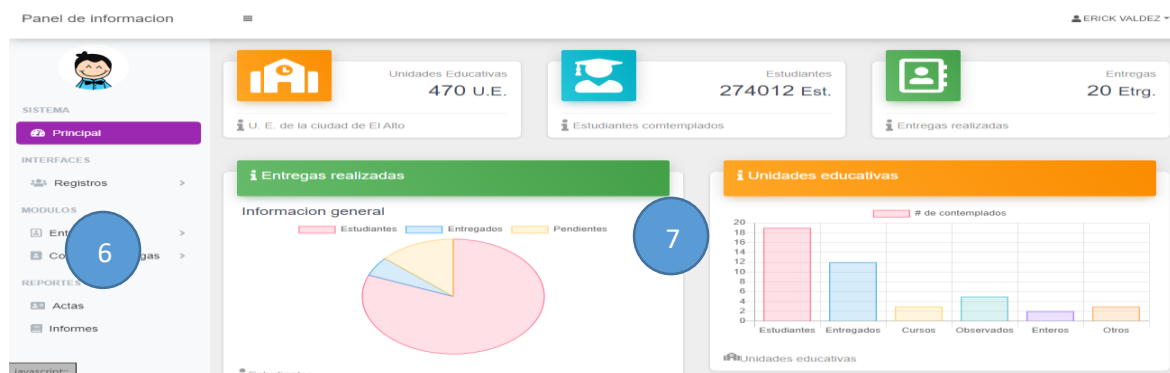 Panel de informacion
ERICK VALDEZ
Unidades Educativas
470 U.E.
U. E. de la ciudad de El Alto
Estudiantes
274012 Est.
Estudiantes comtemplados
Entregas
20 Etrg.
Entregas realizadas
SISTEMA
Principal
INTERFACES
Registros
MODULOS
6
REPORTES
Actas
Informes
javascript:
Entregas realizadas
Informacion general
Estudiantes Entregados Pendientes
7
Unidades educativas
# de contemplados
20
18
16
14
12
10
8
6
4
2
0
Estudiantes Entregados Cursos Observados Enteros Otros
Unidades educativas